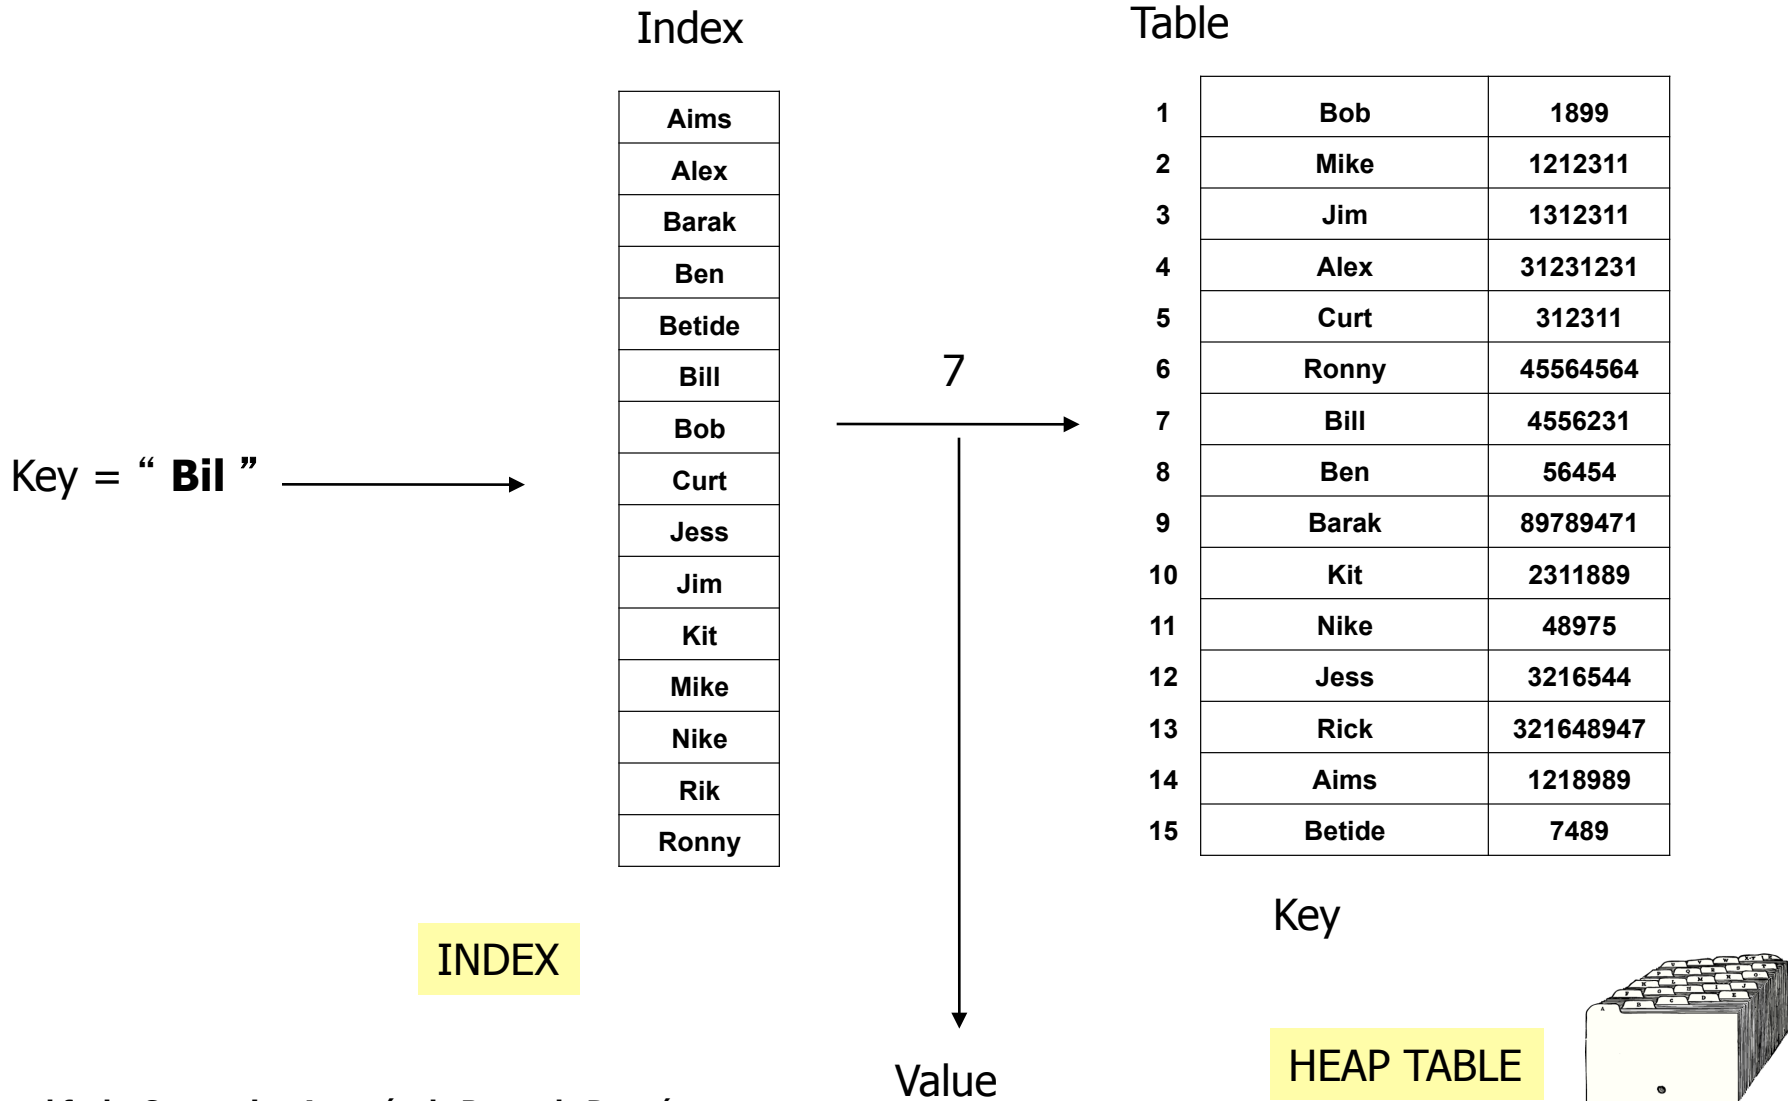 Index
Table
Aims
Alex
Barak
Ben
Betide
Bill
Bob
Curt
Jess
Jim
Kit
Mike
Nike
Rik
Ronny
Key = “ Bil ”
7
1 Bob 1899
2 Mike 1212311
3 Jim 1312311
4 Alex 31231231
5 Curt 312311
6 Ronny 45564564
7 Bill 4556231
8 Ben 56454
9 Barak 89789471
10 Kit 2311889
11 Nike 48975
12 Jess 3216544
13 Rick 321648947
14 Aims 1218989
15 Betide 7489
Key
INDEX
HEAP TABLE
Value